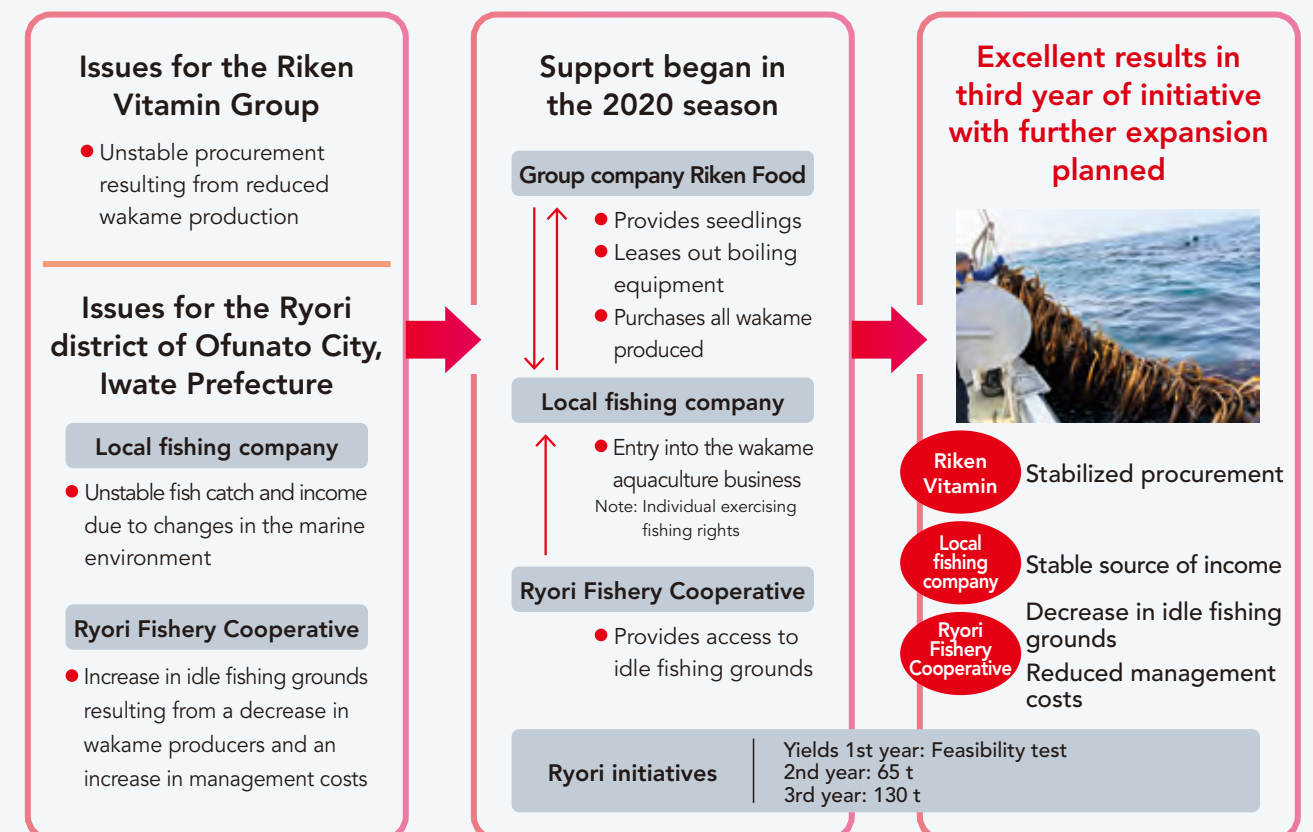 Issues for the Riken
Vitamin Group
● Unstable procurement
resulting from reduced
wakame production
Issues for the Ryori
district of Ofunato City,
Iwate Prefecture
Local fishing company
● Unstable fish catch and income
due to changes in the marine
environment
Ryori Fishery Cooperative
● Increase in idle fishing grounds
resulting from a decrease in
wakame producers and an
increase in management costs
Support began in
the 2020 season
Group company Riken Food
● Provides seedlings
● Leases out boiling
equipment
● Purchases all wakame
produced
Local fishing company
● Entry into the wakame
aquaculture business
Note: Individual exercising
fishing rights
Ryori Fishery Cooperative
● Provides access to
idle fishing grounds
Excellent results in
third year of initiative
with further expansion
planned
Riken
Vitamin
Stabilized procurement
Local
fishing
company
Stable source of income
Ryori
Fishery
Cooperative
Decrease in idle fishing
grounds
Reduced management
costs
Ryori initiatives
Yields 1st year: Feasibility test
2nd year: 65 t
3rd year: 130 t